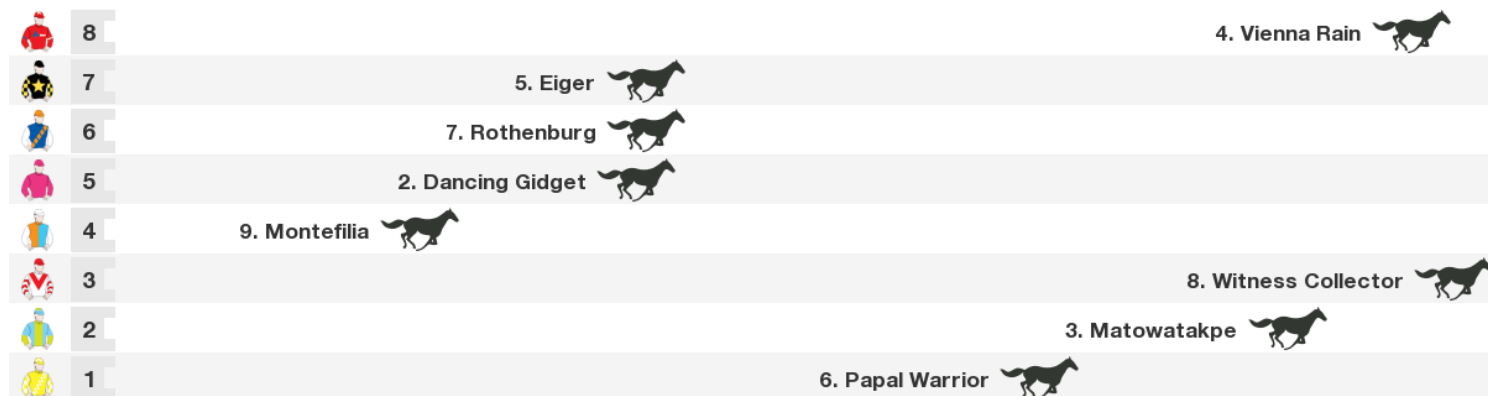 8 4. Vienna Rain
7 5. Eiger
6 7. Rothenburg
5 2. Dancing Gidget
4 9. Montefilia
3 8. Witness Collector
2 3. Matowatakpe
1 6. Papal Warrior